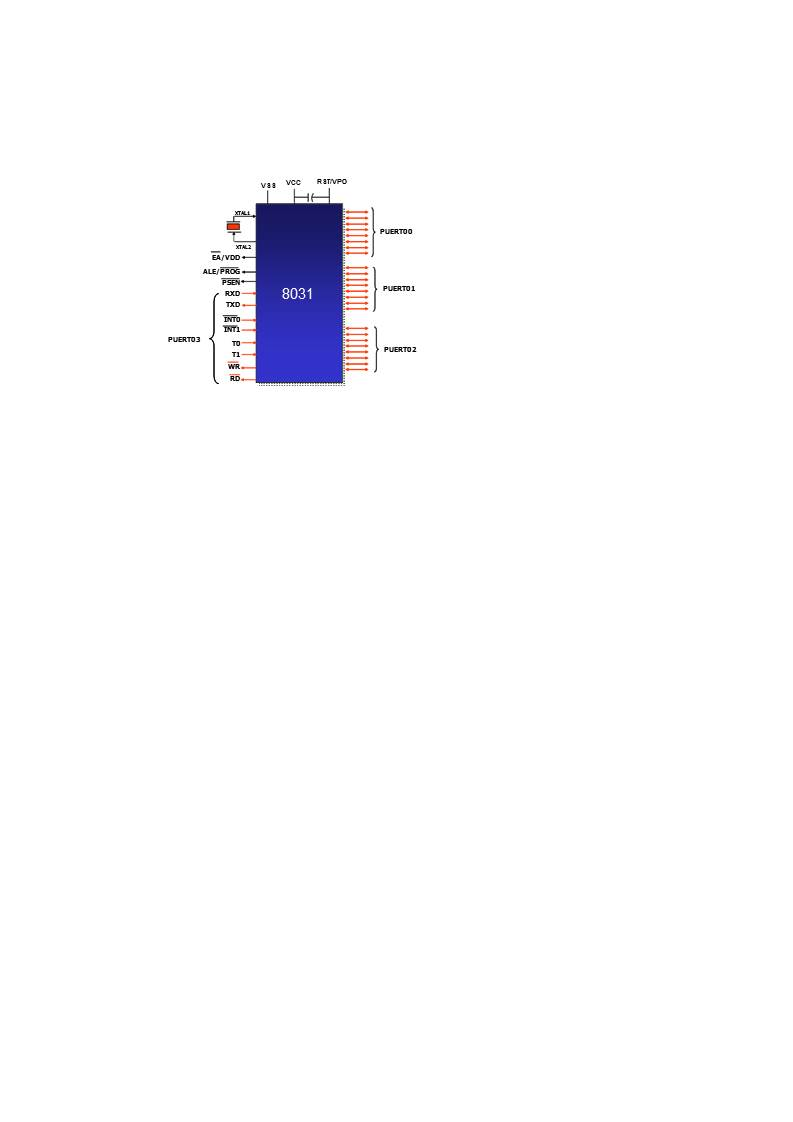 VSS
VCC
RST/VPO
XTAL1
XTAL2
EA/VDD
ALE/PROG
PSEN
RXD
TXD
INT0
INT1
T0
T1
WR
RD
PUERTO3
8031
PUERTO0
PUERTO1
PUERTO2